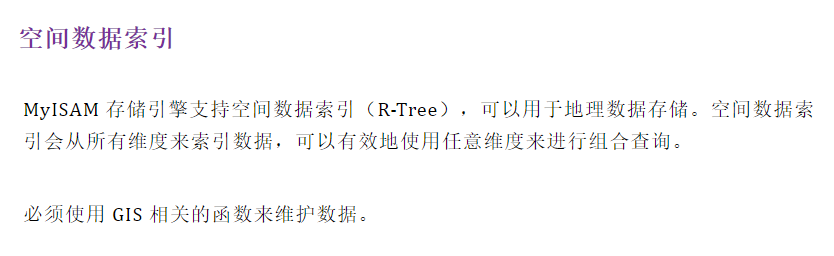 空间数据索引
MyISAM 存储引擎支持空间数据索引（R-Tree），可以用于地理数据存储。空间数据索
引会从所有维度来索引数据，可以有效地使用任意维度来进行组合查询。
必须使用 GIS 相关的函数来维护数据。